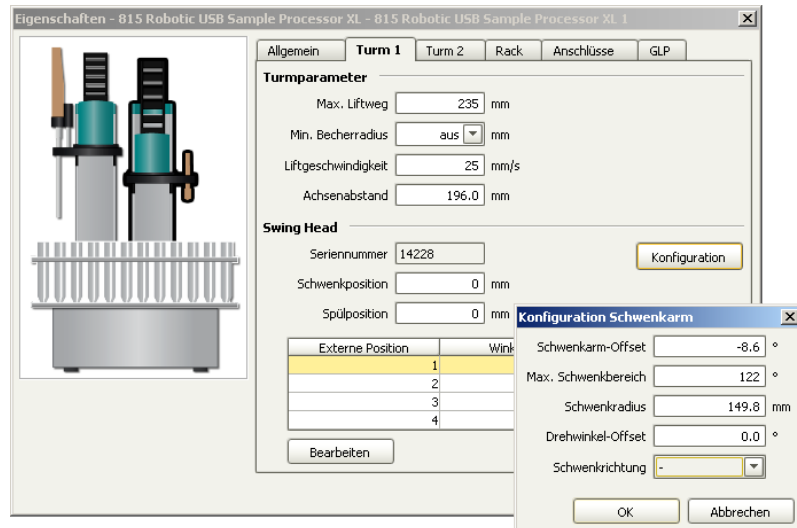 Eigenschaften - 815 Robotic USB Sample Processor XL - 815 Robotic USB Sample Processor XL 1
Allgemein Turm 1 Turm 2 Rack Anschlüsse GLP
Turmparameter
Max. Liftweg 235 mm
Min. Becherradius aus mm
Liftgeschwindigkeit 25 mm/s
Achsenabstand 196.0 mm
Swing Head
Seriennummer 14228 Konfiguration
Schwenkposition 0 mm
Spülposition 0 mm
Externe Position
1
2
3
4
Bearbeiten
Konfiguration Schwenkarm
Schwenkarm-Offset -8.6 °
Max. Schwenkbereich 122 °
Schwenkradius 149.8 mm
Drehwinkel-Offset 0.0 °
Schwenkrichtung -
OK Abbrechen